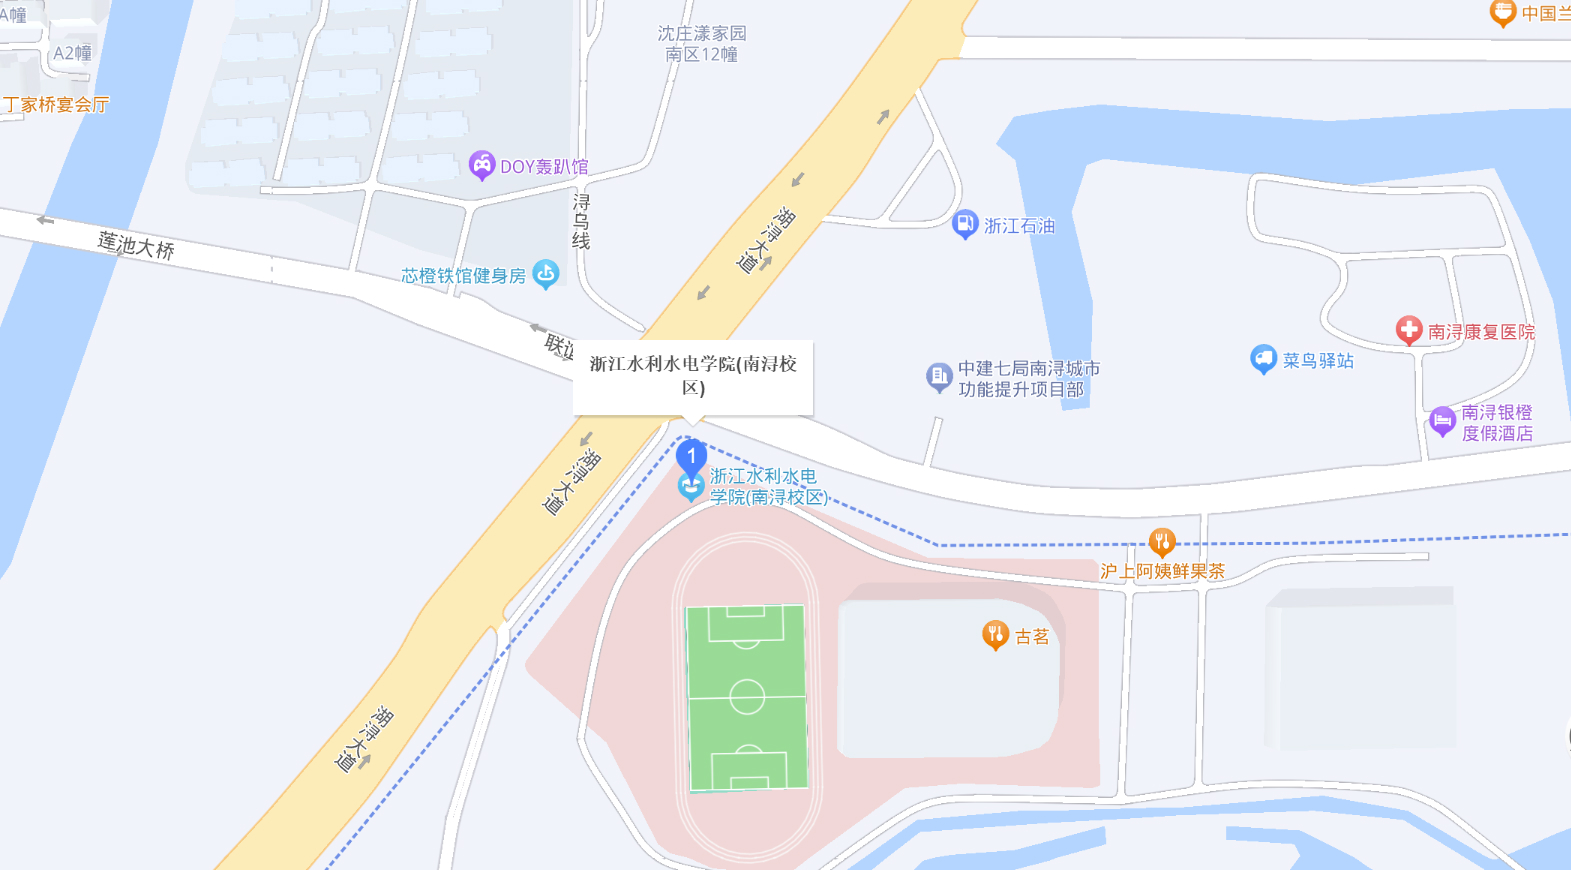 A幢
A2幢
丁家桥宴会厅
沈庄漾家园
南区12幢
中国兰
DOY轰趴馆
浔乌线
湖浔大道
浙江石油
莲池大桥
芯橙铁馆健身房
南浔康复医院
菜鸟驿站
浙江水利水电学院(南浔校
区)
中建七局南浔城市
功能提升项目部
南浔银橙
度假酒店
湖浔大道
1
浙江水利水电
学院(南浔校区)
沪上阿姨鲜果茶
古茗
湖浔大道